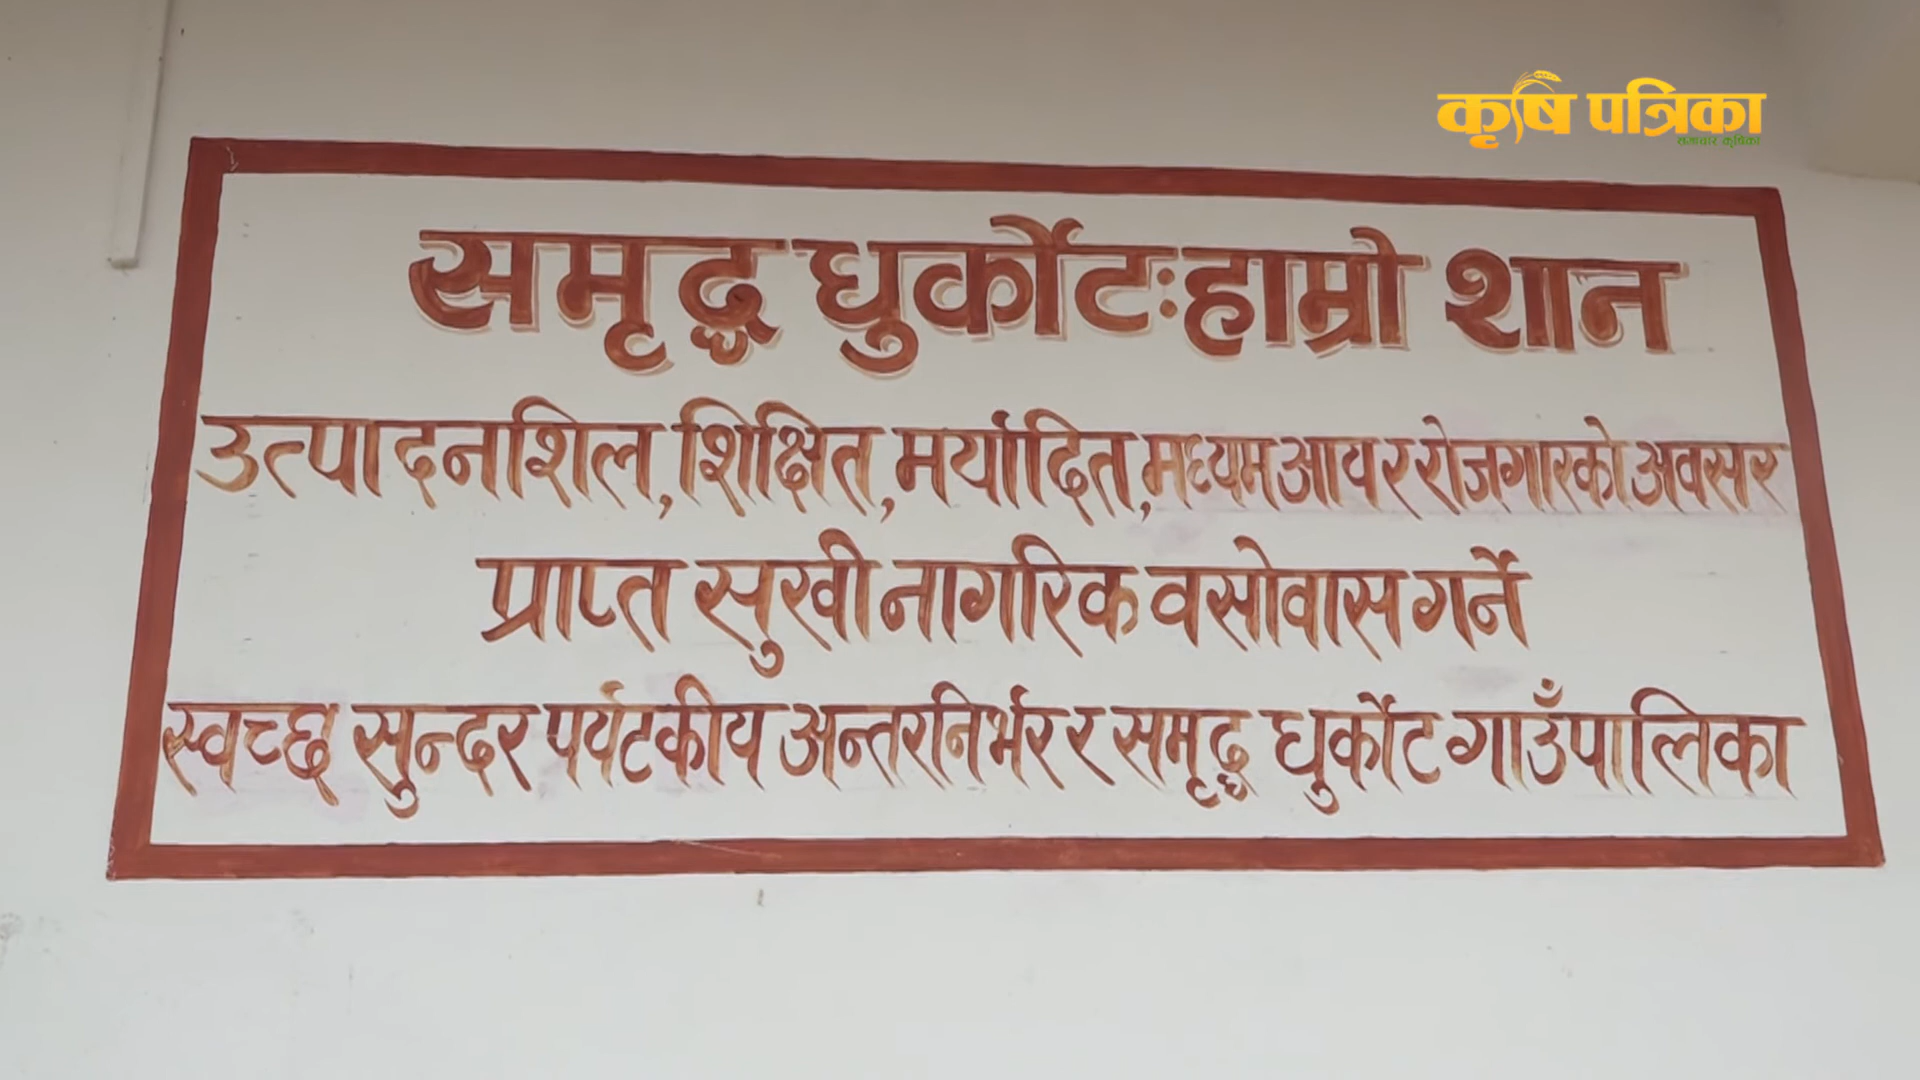 कृषि पत्रिका
समाचार कृषिका
समृद्ध धुर्कोटःहाम्रो शान
उत्पादनशिल, शिक्षित, मर्यादित, मध्यम आय र रोजगारको अवसर
प्राप्त सुखी नागरिक वसोवास गर्ने
स्वच्छ सुन्दर पर्यटकीय अन्तरनिर्भर र समृद्ध धुर्कोट गाउँपालिका